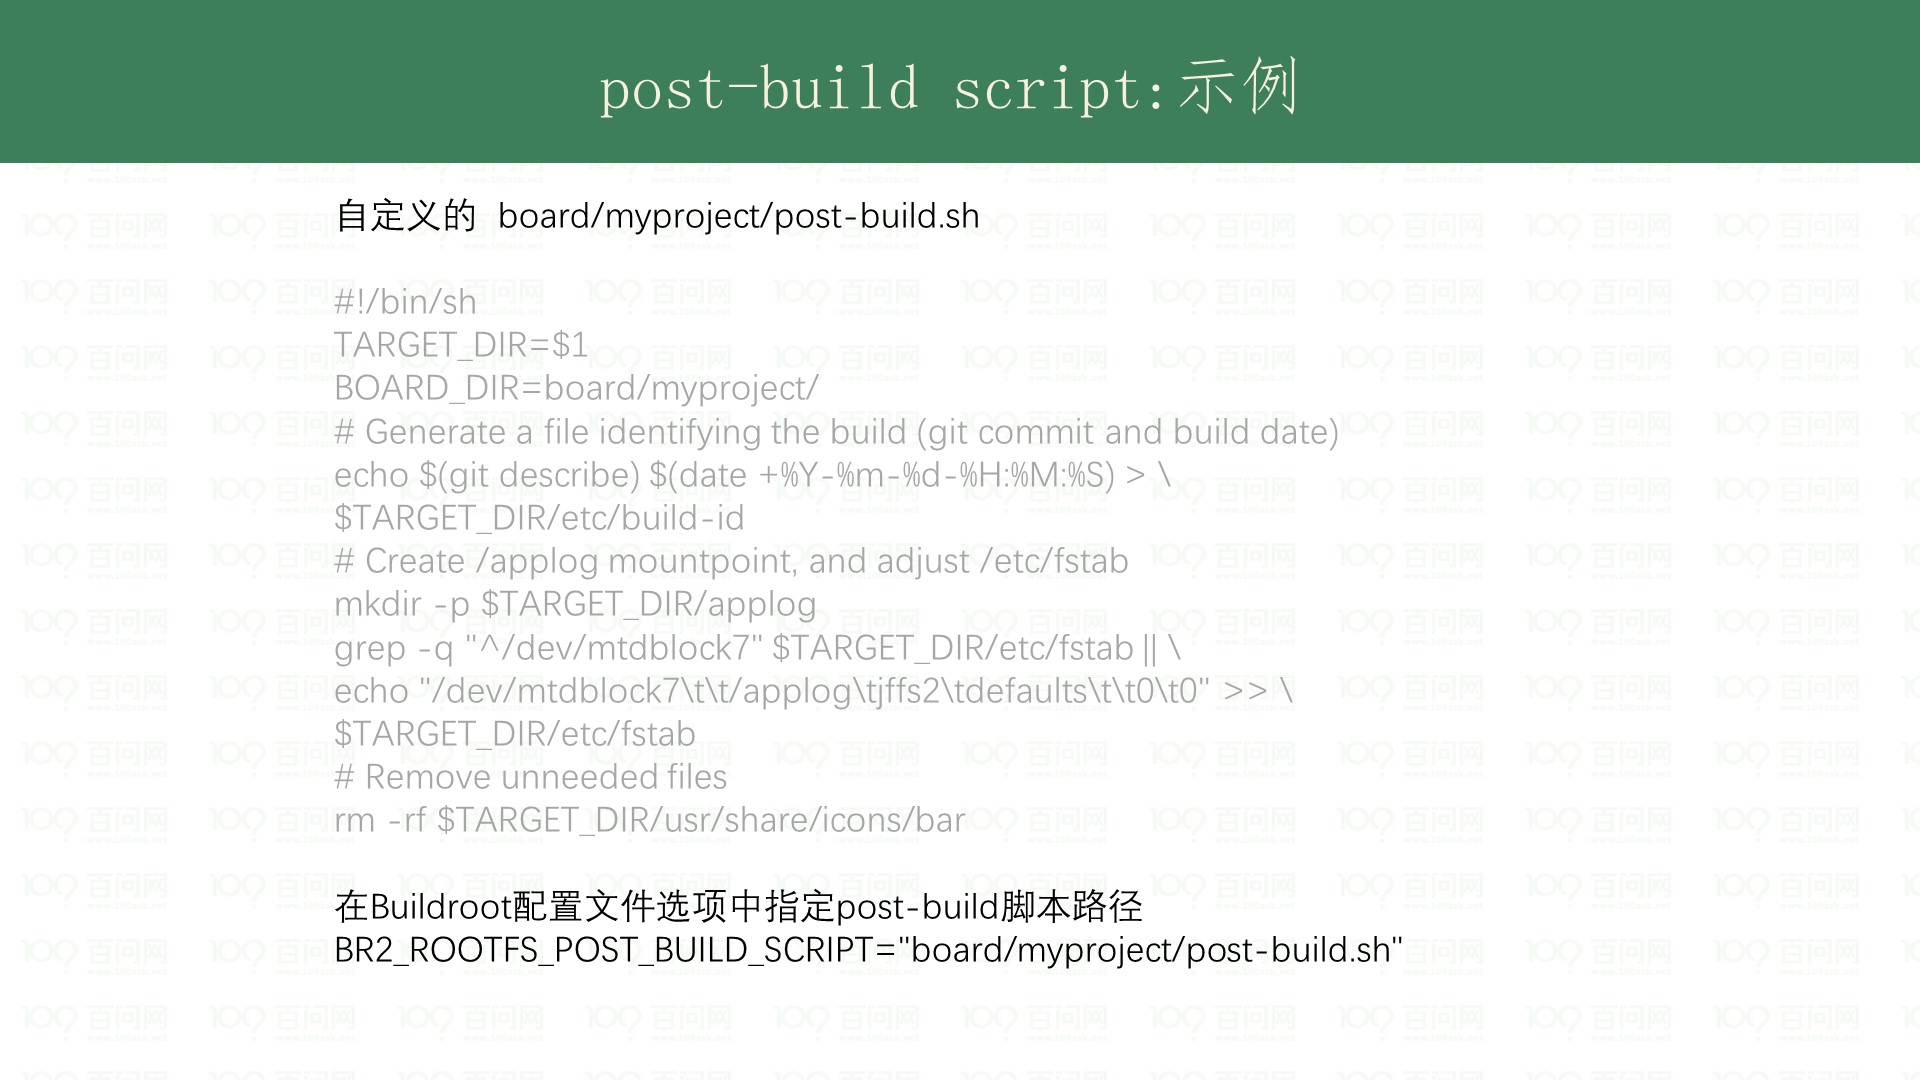 post-build script:示例
自定义的 board/myproject/post-build.sh
#!/bin/sh
TARGET_DIR=$1
BOARD_DIR=board/myproject/
# Generate a file identifying the build (git commit and build date)
echo $(git describe) $(date +%Y-%m-%d-%H:%M:%S) > \
$TARGET_DIR/etc/build-id
# Create /applog mountpoint, and adjust /etc/fstab
mkdir -p $TARGET_DIR/applog
grep -q "^/dev/mtdblock7" $TARGET_DIR/etc/fstab || \
echo "/dev/mtdblock7\t\t/applog\tjffs2\tdefaults\t\t0\t0" >> \
$TARGET_DIR/etc/fstab
# Remove unneeded files
rm -rf $TARGET_DIR/usr/share/icons/bar
在Buildroot配置文件选项中指定post-build脚本路径
BR2_ROOTFS_POST_BUILD_SCRIPT="board/myproject/post-build.sh"